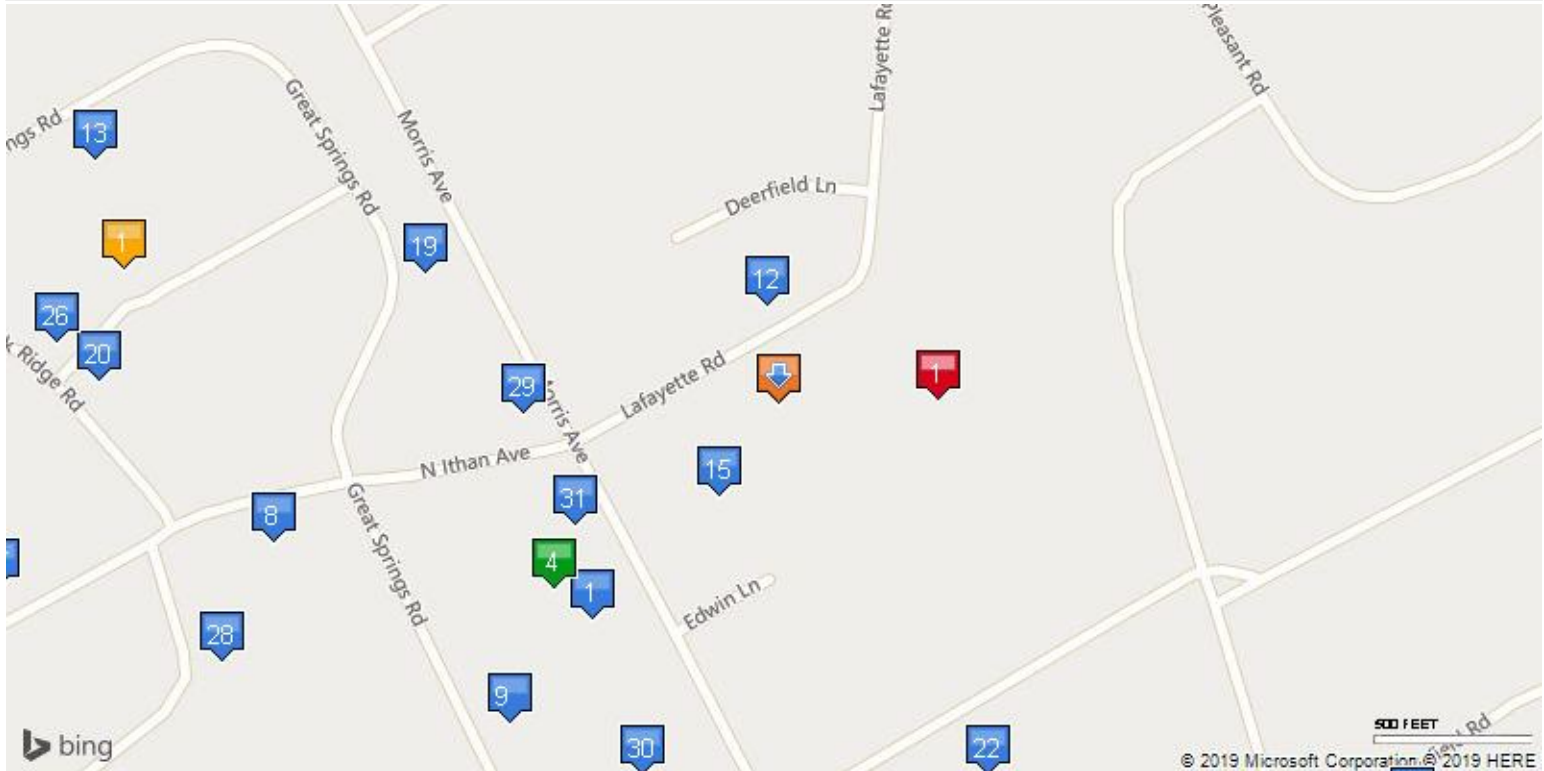 Lafayette Rd
Pleasant Rd
ngs Rd
13
Great Springs Rd
Morris Ave
Deerfield Ln
1
19
12
26
20
Ridge Rd
29
Morris Ave
Lafayette Rd
1
N Ithan Ave
15
31
8
Great Springs Rd
4
1
Edwin Ln
28
9
30
22
500 FEET
field Rd
bing
© 2019 Microsoft Corporation © 2019 HERE